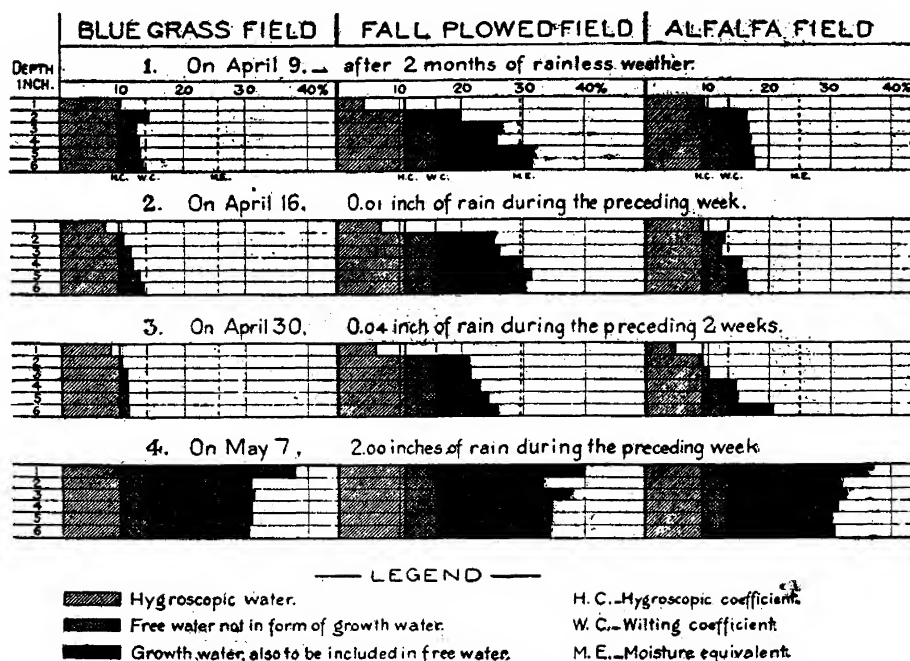 BLUE GRASS FIELD FALL PLOWED FIELD ALFALFA FIELD
DEPTH INCH. 1. On April 9. — after 2 months of rainless weather.
10 20 30 40% 10 20 30 40% 10 20 30 40%
1
2
3
4
5
6
H.C. W.C. M.E. H.C. W.C. M.E. H.C. W.C. M.E.
2. On April 16. 0.01 inch of rain during the preceding week.
1
2
3
4
5
6
3. On April 30. 0.04 inch of rain during the preceding 2 weeks.
1
2
3
4
5
6
4. On May 7, 2.00 inches of rain during the preceding week
1
2
3
4
5
6
LEGEND
Hygroscopic water. H. C.-Hygroscopic coefficient.
Free water not in form of growth water. W. C.-Wilting coefficient.
Growth water, also to be included in free water. M. E.-Moisture equivalent.